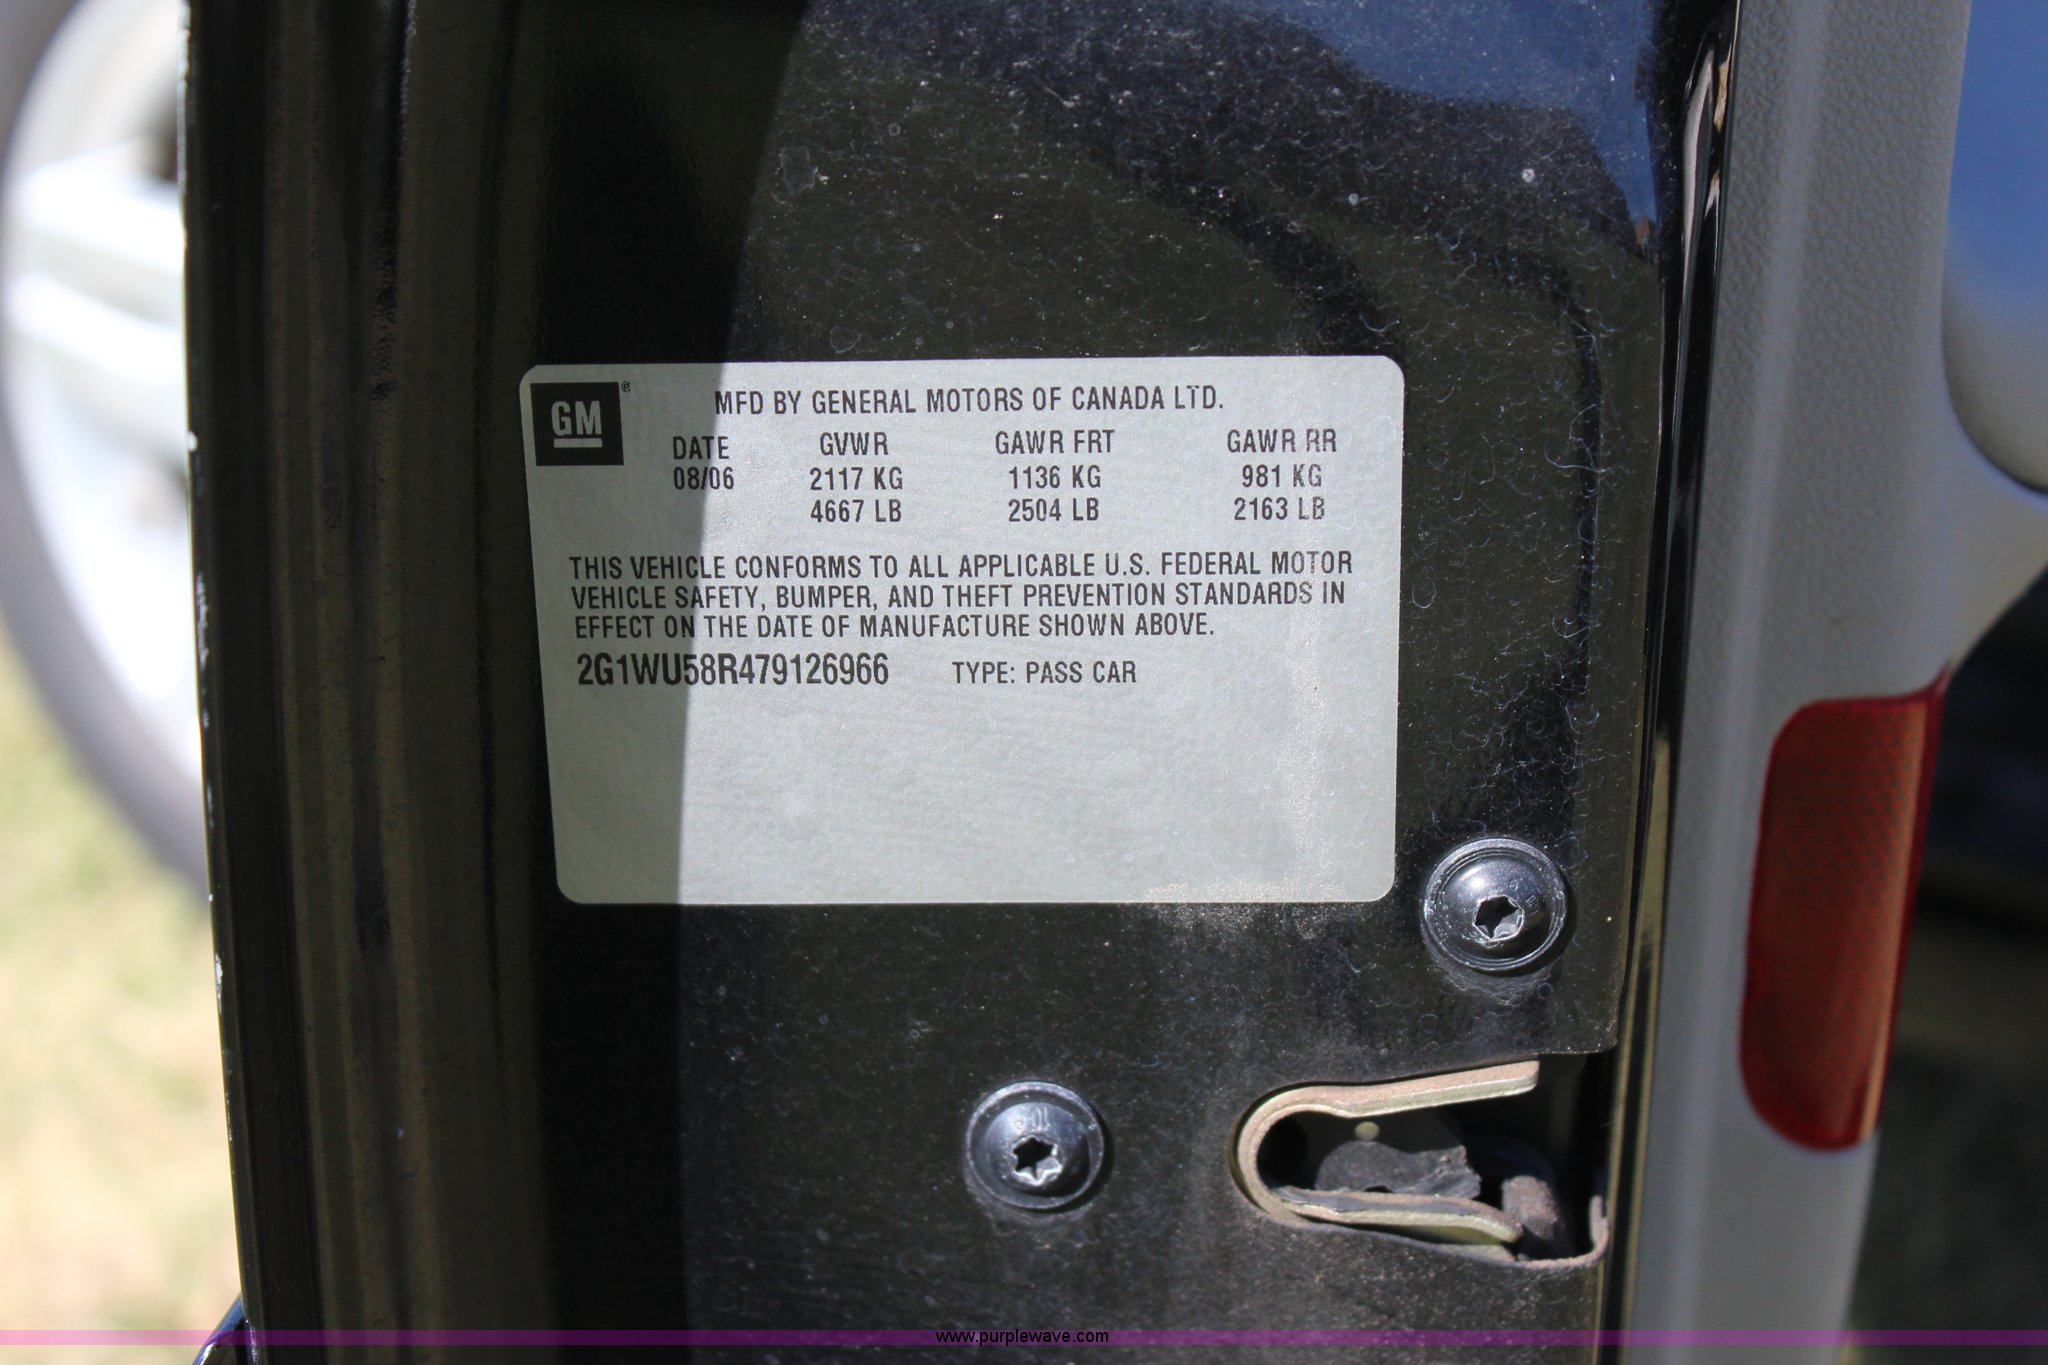 GM®
MFD BY GENERAL MOTORS OF CANADA LTD.
DATE GVWR GAWR FRT GAWR RR
08/06 2117 KG 1136 KG 981 KG
4667 LB 2504 LB 2163 LB
THIS VEHICLE CONFORMS TO ALL APPLICABLE U.S. FEDERAL MOTOR
VEHICLE SAFETY, BUMPER, AND THEFT PREVENTION STANDARDS IN
EFFECT ON THE DATE OF MANUFACTURE SHOWN ABOVE.
2G1WU58R479126966 TYPE: PASS CAR
www.purplewave.com